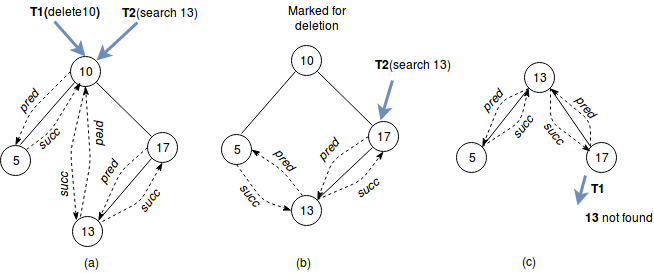 T1(delete10)
T2(search 13)
10
pred
succ
pred
5
17
succ
pred
succ
13
(a)
Marked for
deletion
10
T2(search 13)
17
5
pred
pred
succ
succ
13
(b)
13
pred
pred
succ
succ
5
17
T1
13 not found
(c)